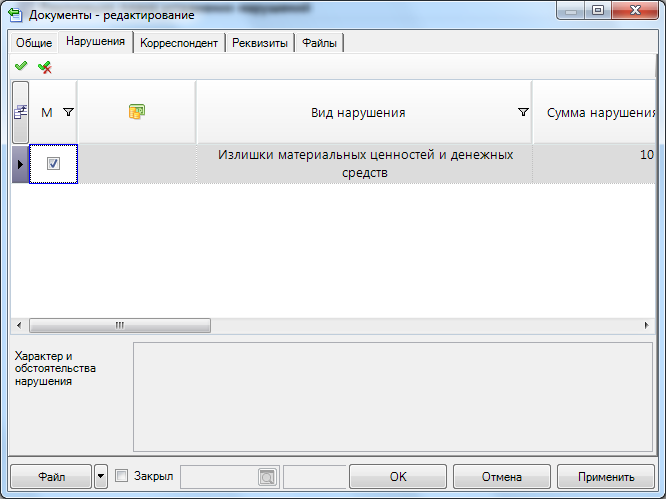 Документы - редактирование
Общие Нарушения Корреспондент Реквизиты Файлы
М Вид нарушения Сумма нарушения
Излишки материальных ценностей и денежных 10
средств
Характер и
обстоятельства
нарушения
Файл Закрыл OK Отмена Применить